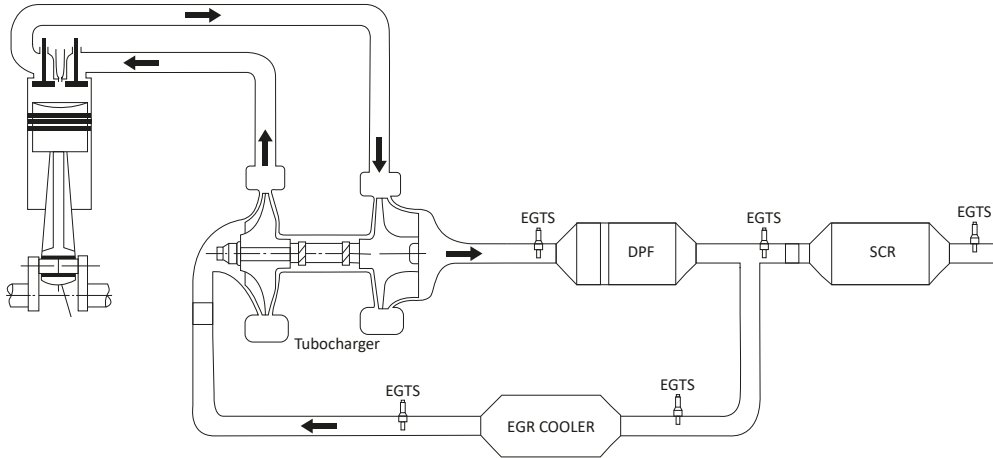 EGTS
EGTS
EGTS
DPF
SCR
Tubocharger
EGTS
EGTS
EGR COOLER